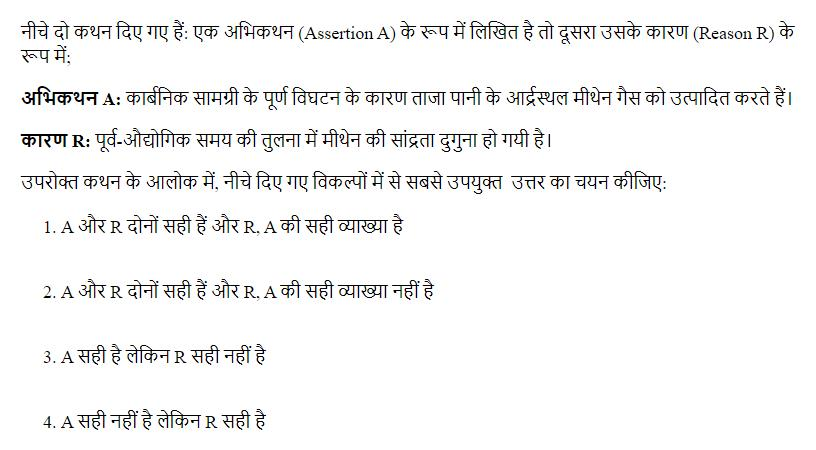 नीचे दो कथन दिए गए हैं: एक अभिकथन (Assertion A) के रूप में लिखित है तो दूसरा उसके कारण (Reason R) के
रूप में;
अभिकथन A: कार्बनिक सामग्री के पूर्ण विघटन के कारण ताजा पानी के आर्द्रस्थल मीथेन गैस को उत्पादित करते हैं।
कारण R: पूर्व-औद्योगिक समय की तुलना में मीथेन की सांद्रता दुगुना हो गयी है।
उपरोक्त कथन के आलोक में, नीचे दिए गए विकल्पों में से सबसे उपयुक्त उत्तर का चयन कीजिए:
1. A और R दोनों सही हैं और R, A की सही व्याख्या है
2. A और R दोनों सही हैं और R, A की सही व्याख्या नहीं है
3. A सही है लेकिन R सही नहीं है
4. A सही नहीं है लेकिन R सही है